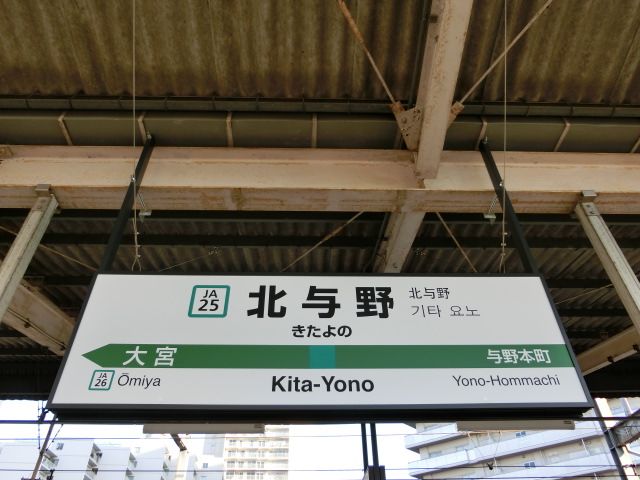 JA
25
北与野
北与野
기타 요노
きたよの
大宮
与野本町
JA
26
Ōmiya
Kita-Yono
Yono-Hommachi